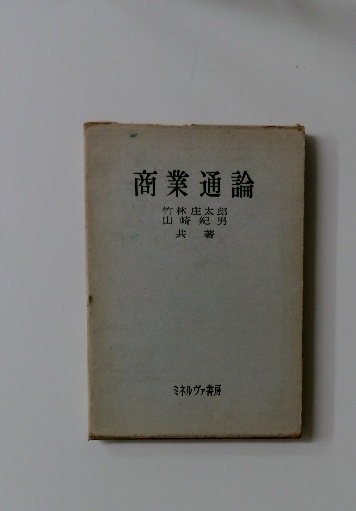 商業通論
竹林庄太郎
山崎紀男
共著
ミネルヴァ書房